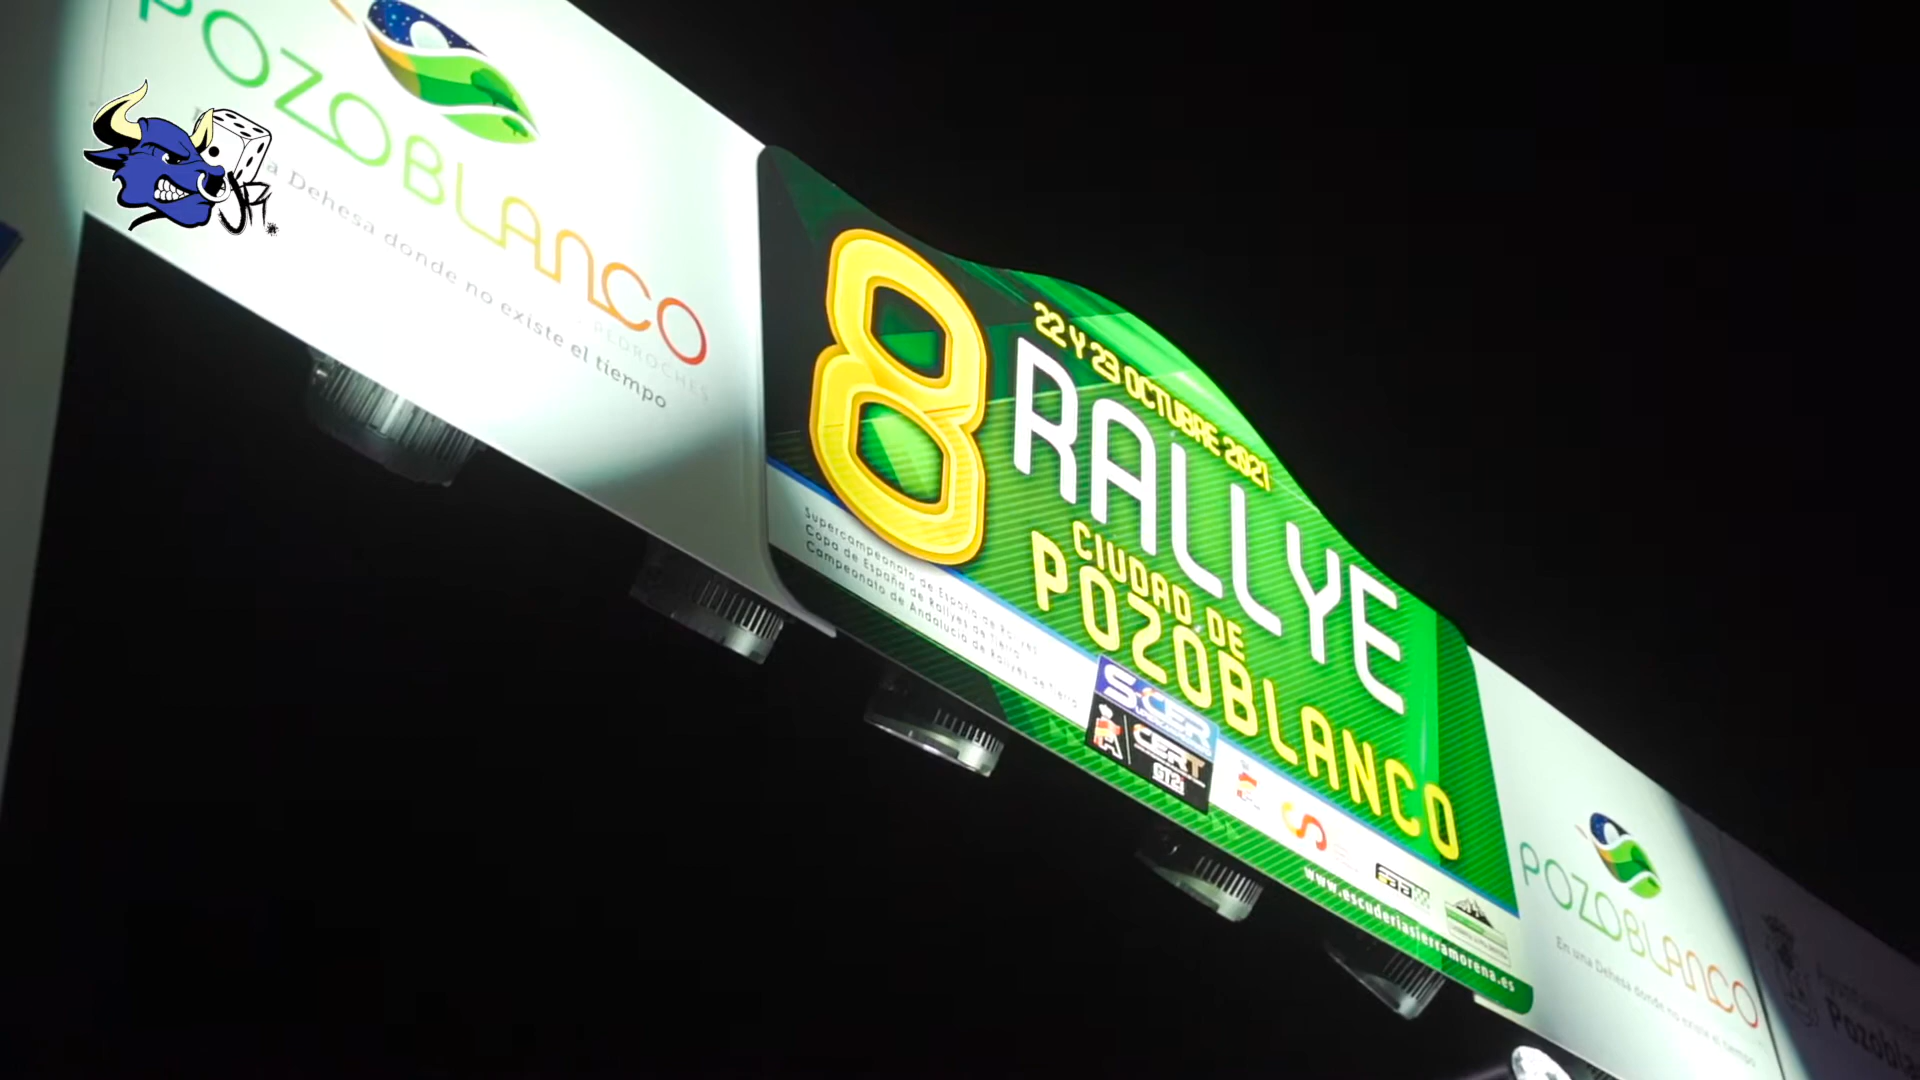 POZOBLANCO
a Dehesa donde no existe el tiempo
PEDROCHES
JR.
8
22 Y 23 OCTUBRE 2021
RALLYE
CIUDAD DE
POZOBLANCO
Supercampeonato de España de Rallyes
Copa de España de Rallyes de Tierra
Campeonato de Andalucía de Rallyes de Tierra
S-CER
CERT
GT2i
www.escuderiasierramorena.es
POZOBLANCO
En una Dehesa donde no existe el tiempo